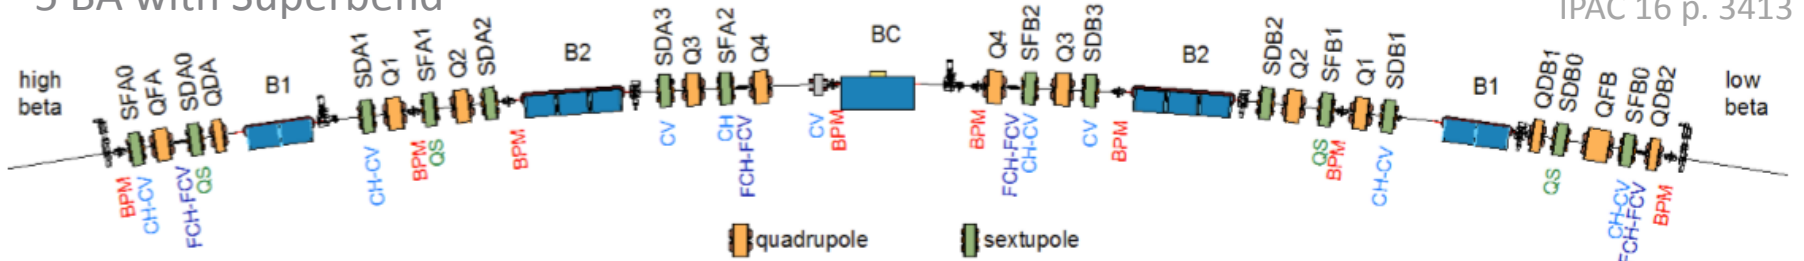 5 BA with Superbend
IPAC 16 p. 3413
high
beta
SFA0
QFA
SDA0
QDA
B1
SDA1
Q1
SFA1
Q2
SDA2
B2
SDA3
Q3
SFA2
Q4
BC
Q4
SFB2
Q3
SDB3
B2
SDB2
Q2
SFB1
Q1
SDB1
B1
QDB1
SDB0
QFB
SFB0
QDB2
low
beta
BPM
CH-CV
FCH-FCV
QS
CH-CV
BPM
QS
BPM
CV
CH
FCH-FCV
CV
BPM
BPM
FCH-FCV
CH-CV
CV
BPM
QS
BPM
CH-CV
QS
CH-CV
FCH-FCV
BPM
quadrupole
sextupole